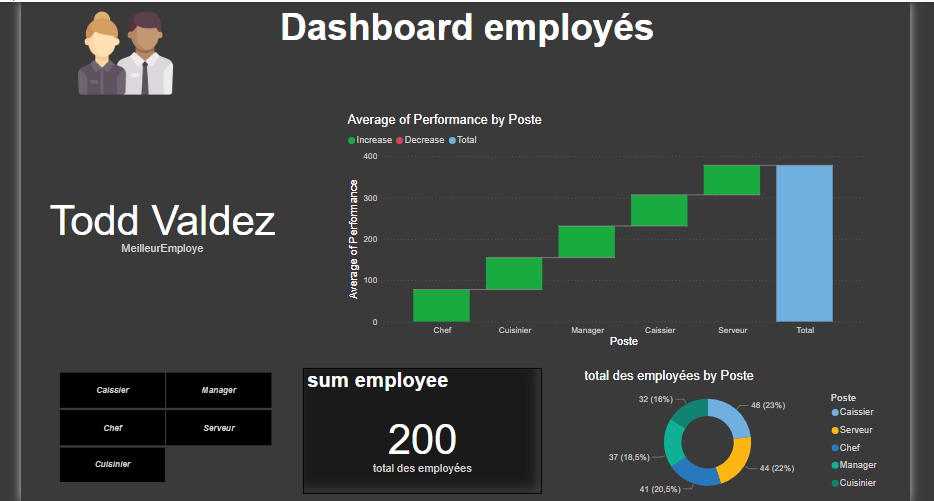 Dashboard employés
Average of Performance by Poste
Increase Decrease Total
400
300
200
100
0
Average of Performance
Chef Cuisinier Manager Caissier Serveur Total
Poste
Todd Valdez
MeilleurEmploye
Caissier Manager
Chef Serveur
Cuisinier
sum employee
200
total des employées
total des employées by Poste
32 (16%)
46 (23%)
37 (18,5%)
44 (22%)
41 (20,5%)
Poste
Caissier
Serveur
Chef
Manager
Cuisinier